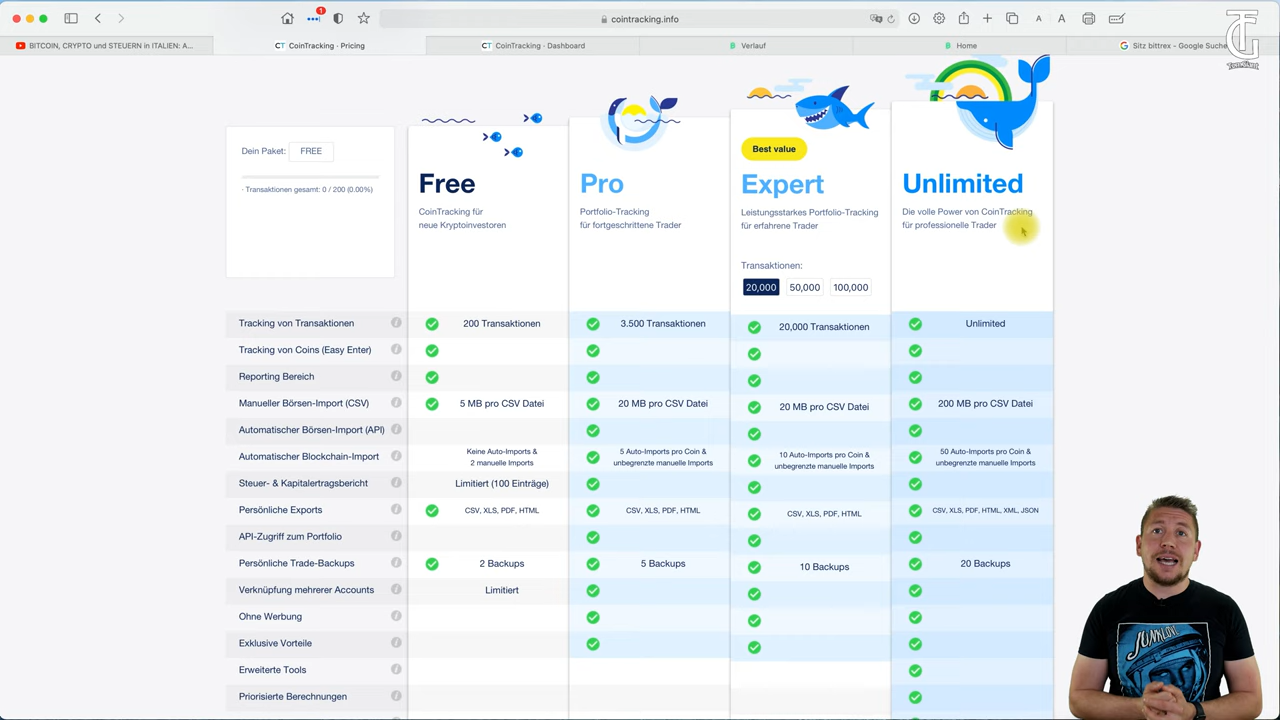 1
cointracking.info
A
A
BITCOIN, CRYPTO und STEUERN in ITALIEN: A...
CT CoinTracking · Pricing
CT CoinTracking · Dashboard
Verlauf
Home
G Sitz bittrex - Google Suche
TG
Dein Paket: FREE
· Transaktionen gesamt: 0 / 200 (0.00%)
Free
CoinTracking für
neue Kryptoinvestoren
Pro
Portfolio-Tracking
für fortgeschrittene Trader
Best value
Expert
Leistungsstarkes Portfolio-Tracking
für erfahrene Trader
Transaktionen:
20,000 50,000 100,000
Unlimited
Die volle Power von CoinTracking
für professionelle Trader
Tracking von Transaktionen i 200 Transaktionen 3.500 Transaktionen 20,000 Transaktionen Unlimited
Tracking von Coins (Easy Enter) i
Reporting Bereich i
Manueller Börsen-Import (CSV) i 5 MB pro CSV Datei 20 MB pro CSV Datei 20 MB pro CSV Datei 200 MB pro CSV Datei
Automatischer Börsen-Import (API) i
Automatischer Blockchain-Import i
Keine Auto-Imports &
2 manuelle Imports
5 Auto-Imports pro Coin &
unbegrenzte manuelle Imports
10 Auto-Imports pro Coin &
unbegrenzte manuelle Imports
50 Auto-Imports pro Coin &
unbegrenzte manuelle Imports
Steuer- & Kapitalertragsbericht i Limitiert (100 Einträge)
Persönliche Exports i CSV, XLS, PDF, HTML CSV, XLS, PDF, HTML CSV, XLS, PDF, HTML CSV, XLS, PDF, HTML, XML, JSON
API-Zugriff zum Portfolio i
Persönliche Trade-Backups i 2 Backups 5 Backups 10 Backups 20 Backups
Verknüpfung mehrerer Accounts i Limitiert
Ohne Werbung i
Exklusive Vorteile i
Erweiterte Tools i
Priorisierte Berechnungen i